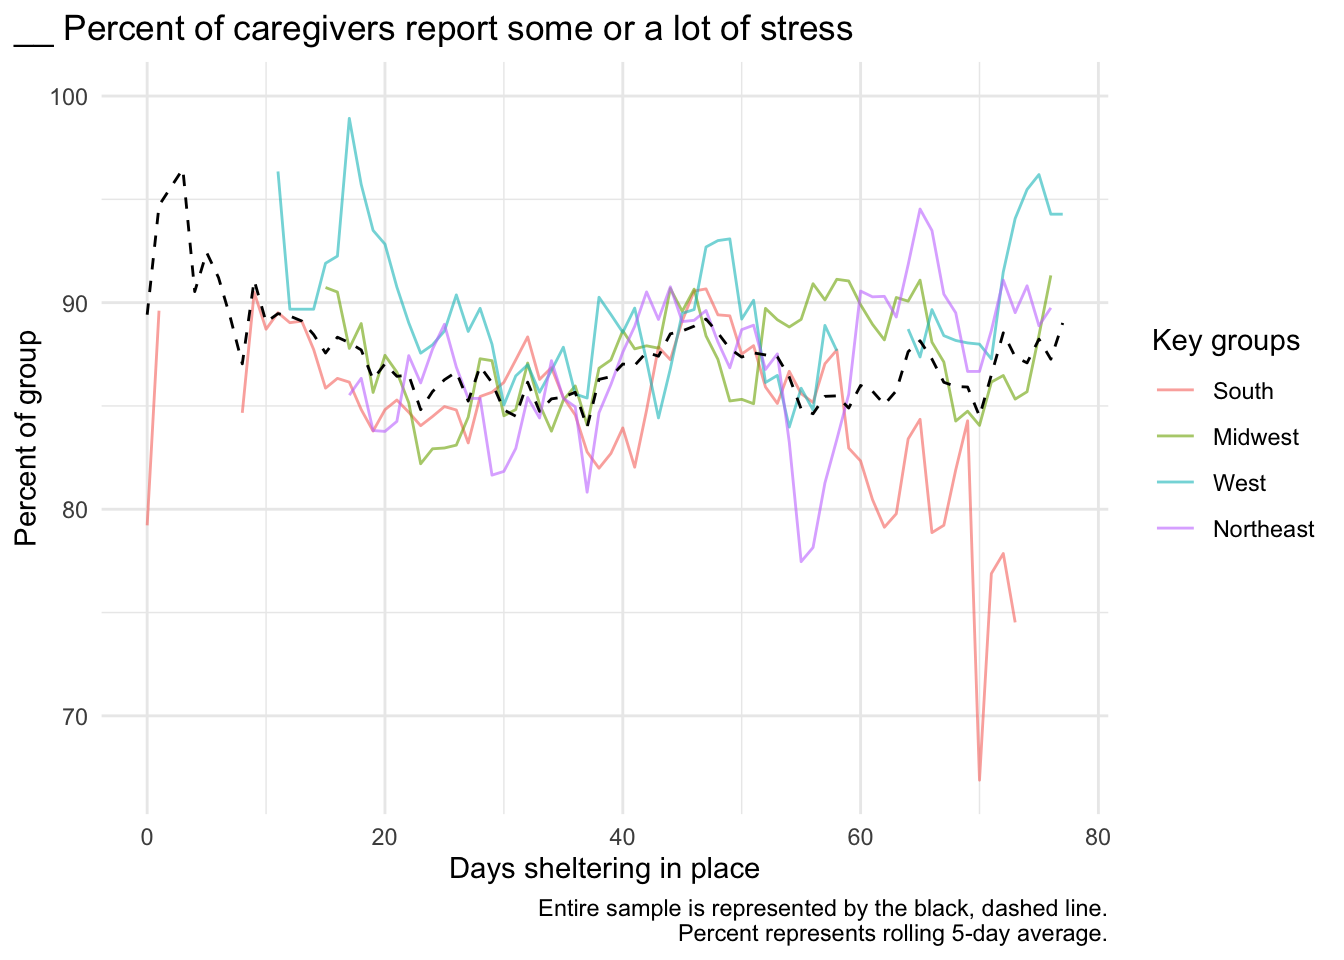 __ Percent of caregivers report some or a lot of stress
100
90
80
70
Percent of group
0 20 40 60 80
Days sheltering in place
Key groups
South
Midwest
West
Northeast
Entire sample is represented by the black, dashed line.
Percent represents rolling 5-day average.